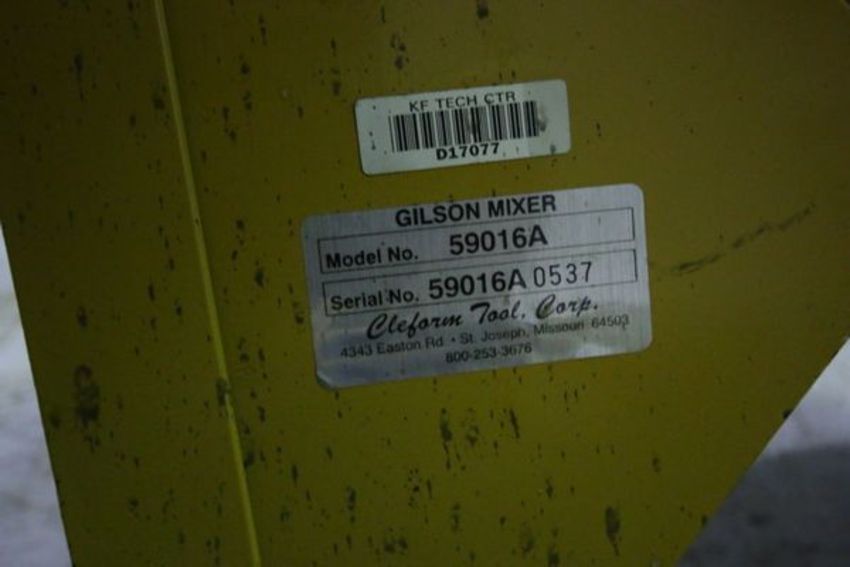 KF TECH CTR
D17077
GILSON MIXER
Model No. 59016A
Serial No. 59016A 0537
Cleform Tool, Corp.
4343 Easton Rd • St. Joseph, Missouri 64503
800-253-3676